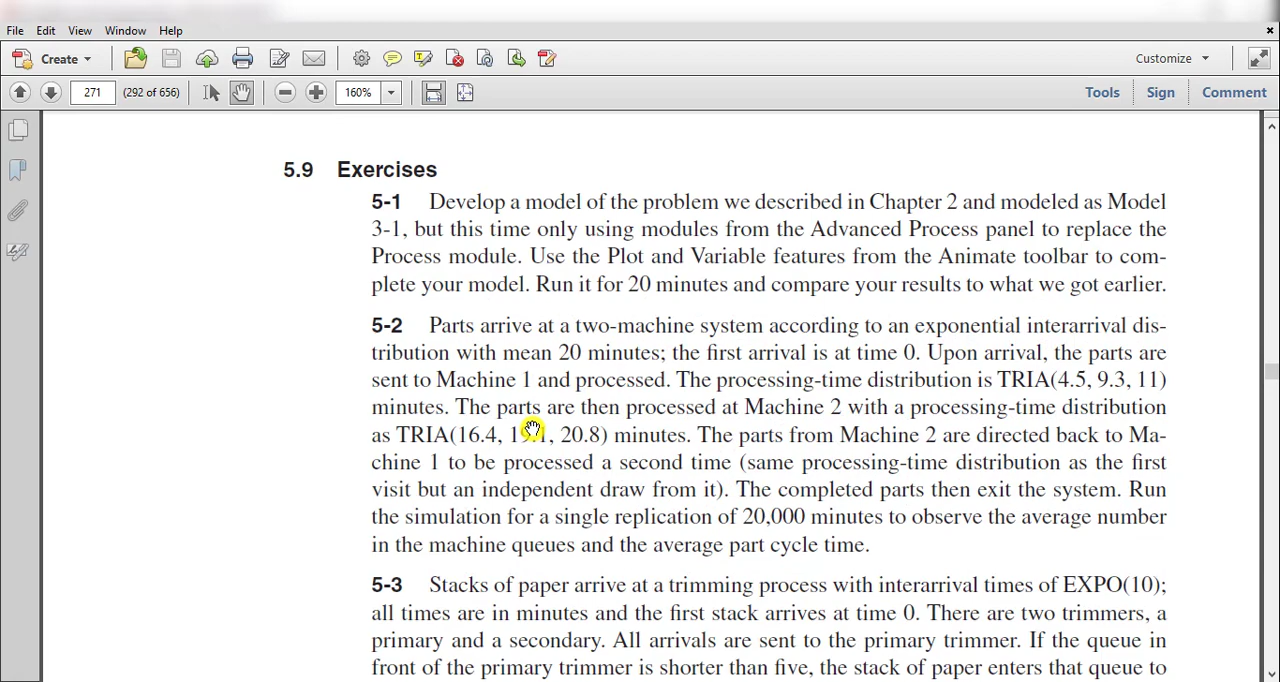 File Edit View Window Help
Create Customize
271 (292 of 656) 160% Tools Sign Comment
5.9 Exercises
5-1 Develop a model of the problem we described in Chapter 2 and modeled as Model
3-1, but this time only using modules from the Advanced Process panel to replace the
Process module. Use the Plot and Variable features from the Animate toolbar to com-
plete your model. Run it for 20 minutes and compare your results to what we got earlier.
5-2 Parts arrive at a two-machine system according to an exponential interarrival dis-
tribution with mean 20 minutes; the first arrival is at time 0. Upon arrival, the parts are
sent to Machine 1 and processed. The processing-time distribution is TRIA(4.5, 9.3, 11)
minutes. The parts are then processed at Machine 2 with a processing-time distribution
as TRIA(16.4, 19.1, 20.8) minutes. The parts from Machine 2 are directed back to Ma-
chine 1 to be processed a second time (same processing-time distribution as the first
visit but an independent draw from it). The completed parts then exit the system. Run
the simulation for a single replication of 20,000 minutes to observe the average number
in the machine queues and the average part cycle time.
5-3 Stacks of paper arrive at a trimming process with interarrival times of EXPO(10);
all times are in minutes and the first stack arrives at time 0. There are two trimmers, a
primary and a secondary. All arrivals are sent to the primary trimmer. If the queue in
front of the primary trimmer is shorter than five, the stack of paper enters that queue to